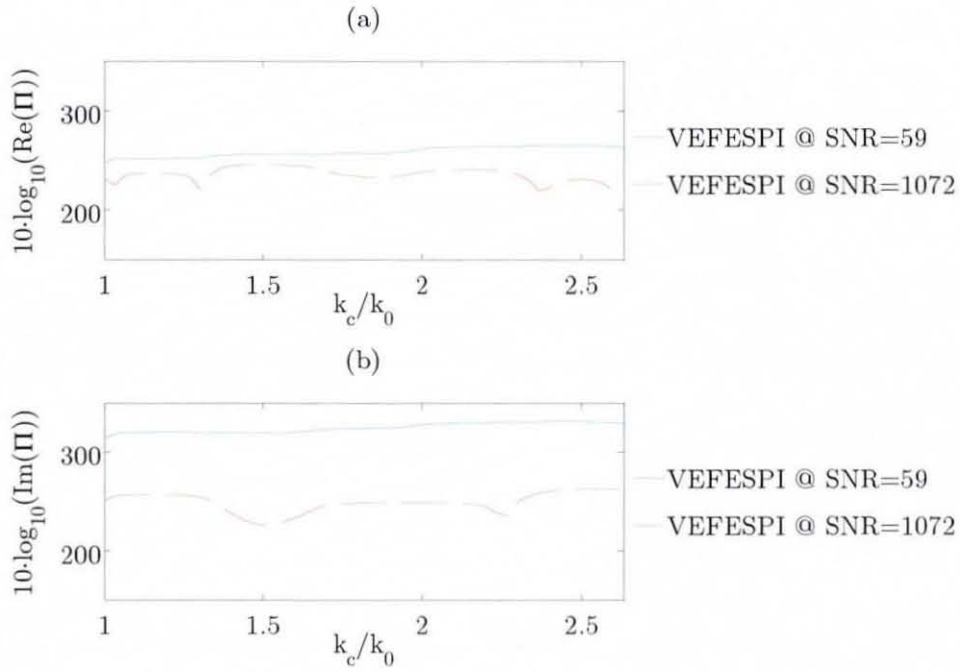 (a)
10·log10(Re(Π))
300
200
1
1.5
2
2.5
kc/k0
VEFESPI @ SNR=59
VEFESPI @ SNR=1072
(b)
10·log10(Im(Π))
300
200
1
1.5
2
2.5
kc/k0
VEFESPI @ SNR=59
VEFESPI @ SNR=1072